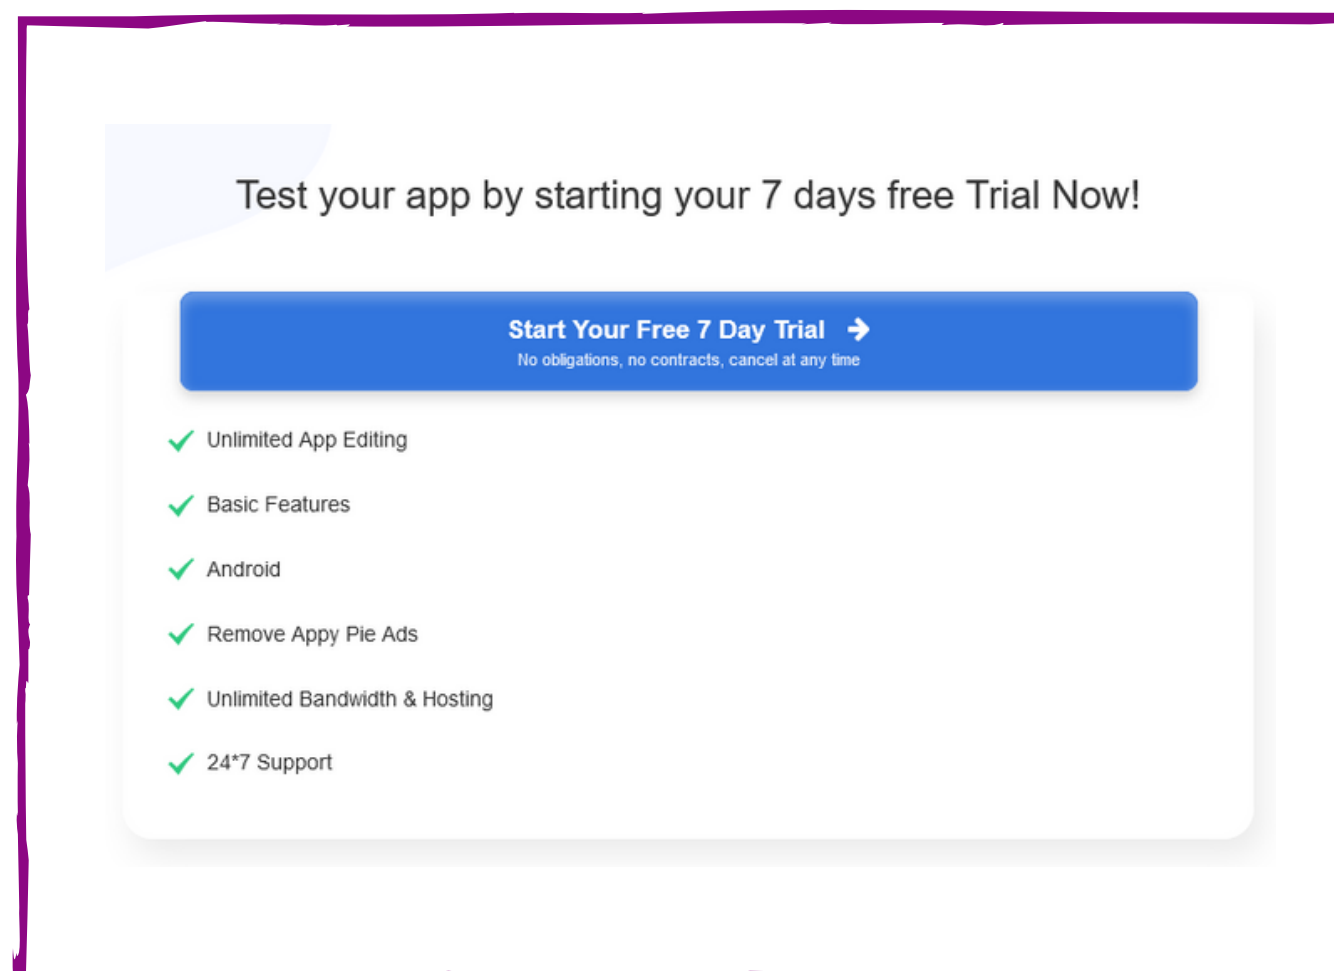 Test your app by starting your 7 days free Trial Now!
Start Your Free 7 Day Trial
No obligations, no contracts, cancel at any time
Unlimited App Editing
Basic Features
Android
Remove Appy Pie Ads
Unlimited Bandwidth & Hosting
24*7 Support